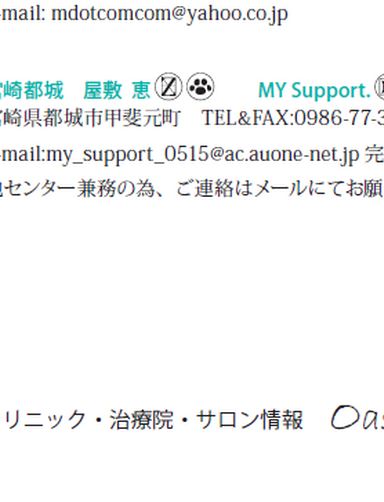 -mail: mdotcomcom@yahoo.co.jp
宮崎都城 屋敷 恵 MY Support.
宮崎県都城市甲斐元町 TEL&FAX:0986-77-3
-mail:my_support_0515@ac.auone-net.jp 完
センター兼務の為、ご連絡はメールにてお願
リニック・治療院・サロン情報 Oas